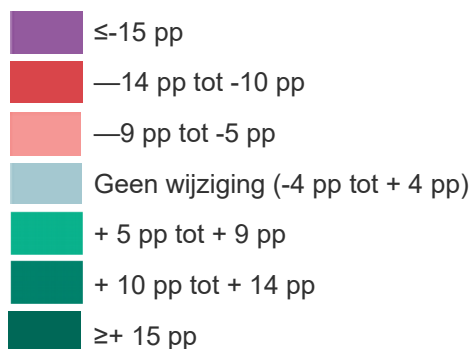 ≤-15 pp
—14 pp tot -10 pp
—9 pp tot -5 pp
Geen wijziging (-4 pp tot + 4 pp)
+ 5 pp tot + 9 pp
+ 10 pp tot + 14 pp
≥+ 15 pp